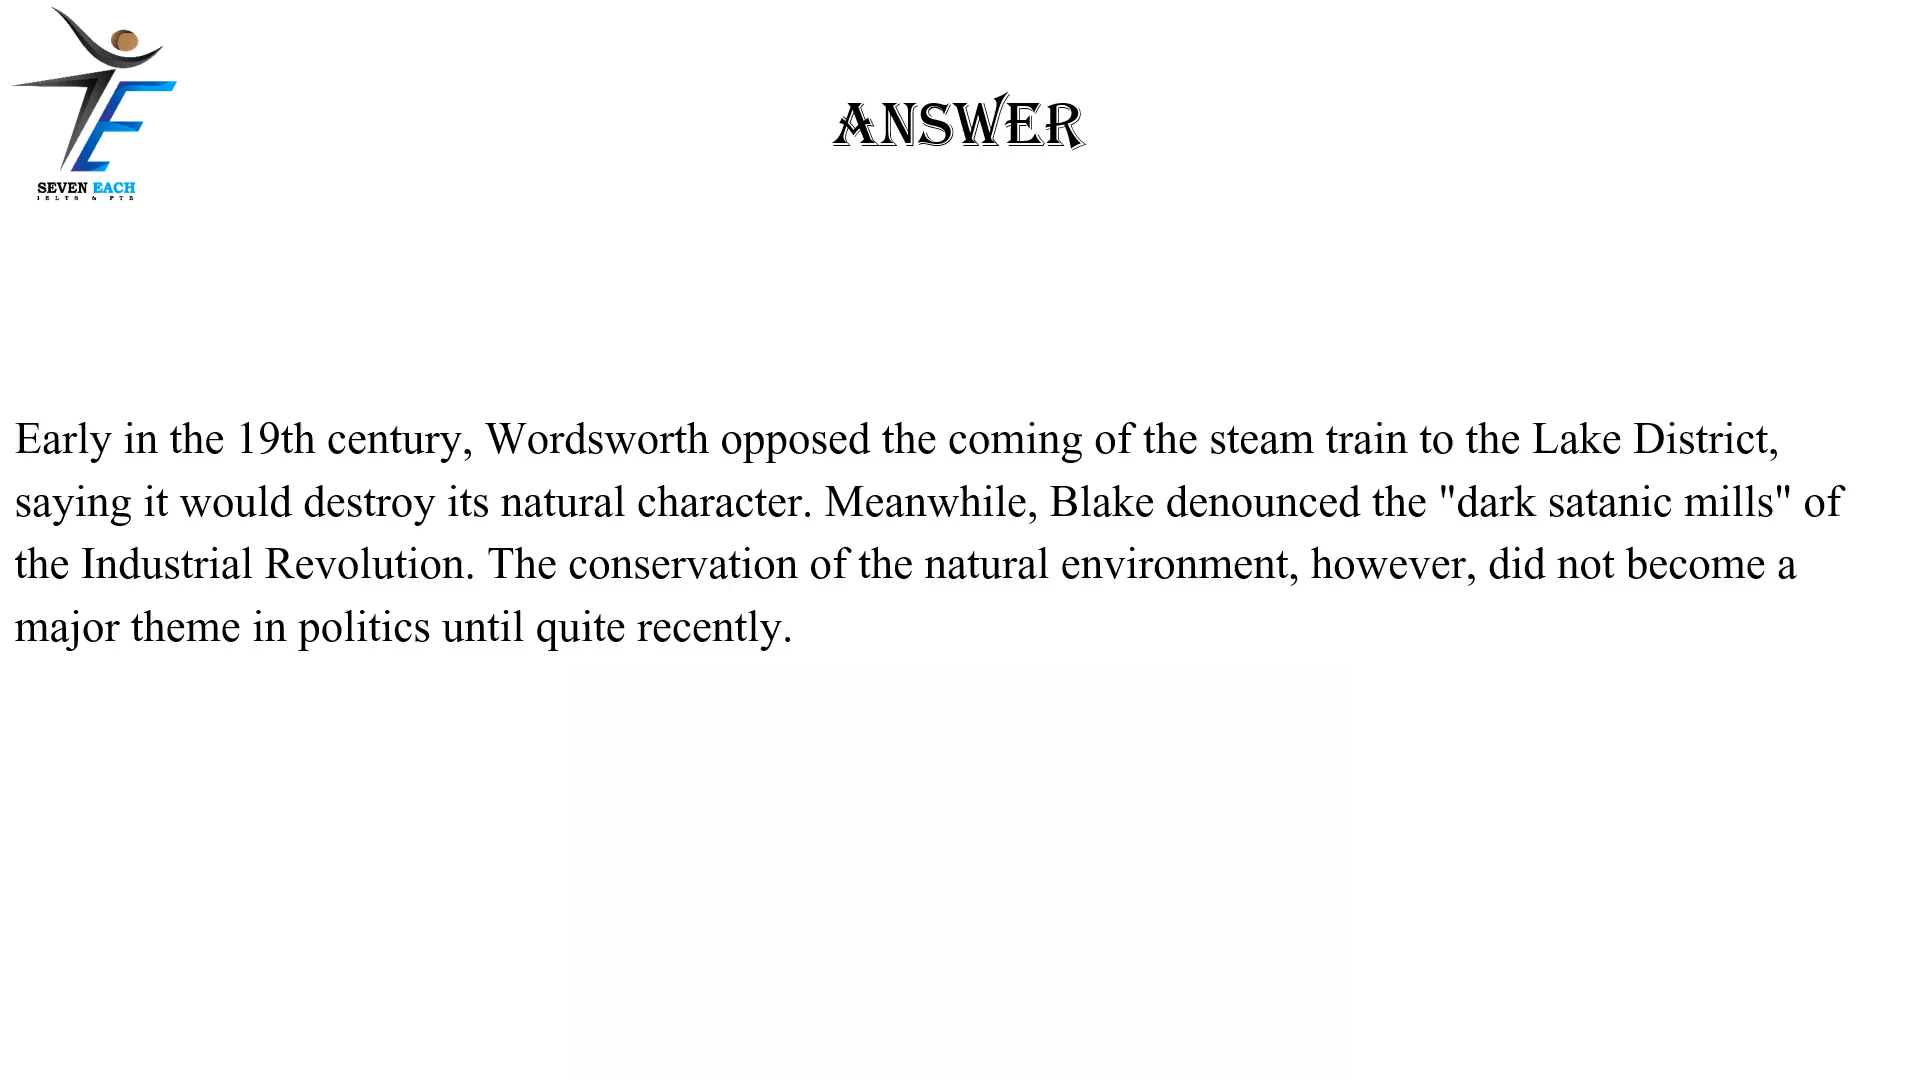 ANSWER
SEVEN EACH
IELTS & PTE
Early in the 19th century, Wordsworth opposed the coming of the steam train to the Lake District,
saying it would destroy its natural character. Meanwhile, Blake denounced the "dark satanic mills" of
the Industrial Revolution. The conservation of the natural environment, however, did not become a
major theme in politics until quite recently.